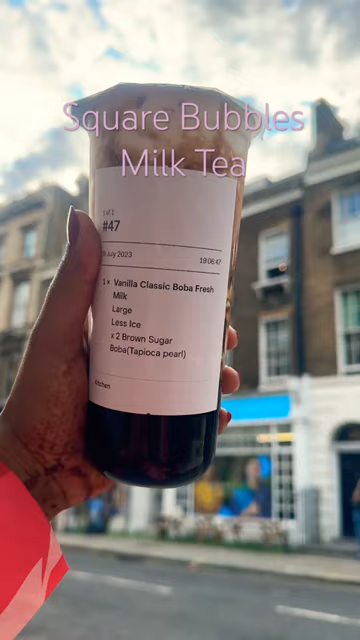 Square Bubbles
Milk Tea
1 of 1
#47
July 2023 19:06:47
1× Vanilla Classic Boba Fresh
Milk
Large
Less Ice
x 2 Brown Sugar
Boba(Tapioca pearl)
kitchen